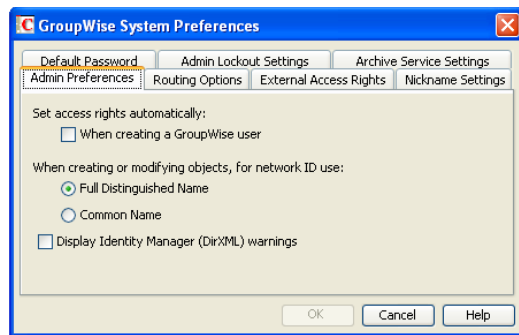 GroupWise System Preferences
Default Password Admin Lockout Settings Archive Service Settings
Admin Preferences Routing Options External Access Rights Nickname Settings
Set access rights automatically:
When creating a GroupWise user
When creating or modifying objects, for network ID use:
Full Distinguished Name
Common Name
Display Identity Manager (DirXML) warnings
OK Cancel Help